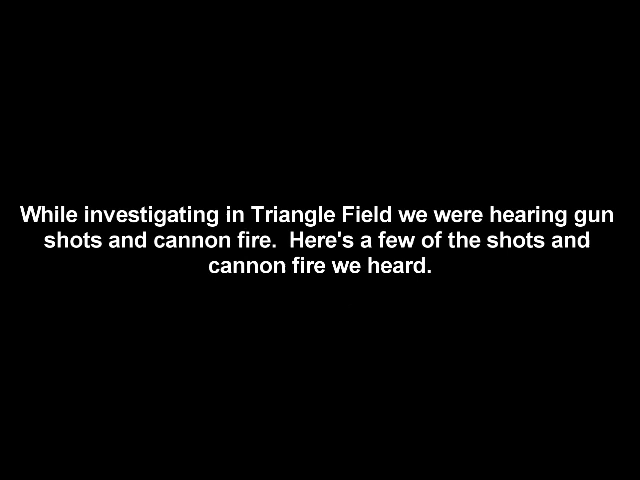 While investigating in Triangle Field we were hearing gun
shots and cannon fire.  Here's a few of the shots and
cannon fire we heard.